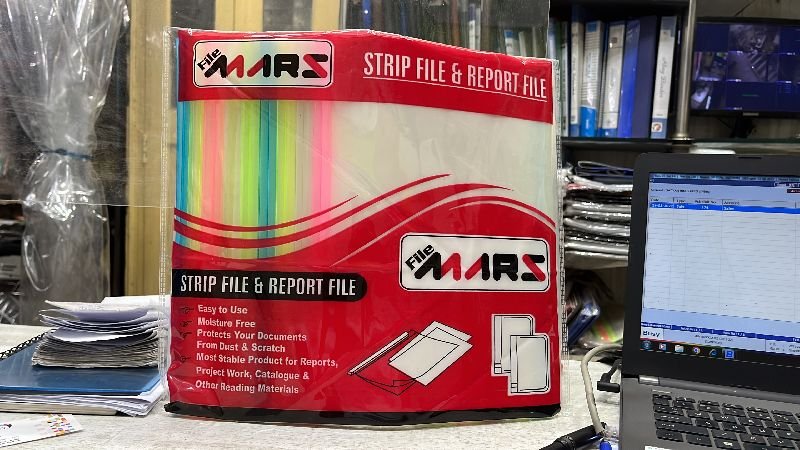 File MARS
STRIP FILE & REPORT FILE
File MARS
STRIP FILE & REPORT FILE
Easy to Use
Moisture Free
Protects Your Documents
From Dust & Scratch
Most Stable Product for Reports,
Project Work, Catalogue &
Other Reading Materials
Busy